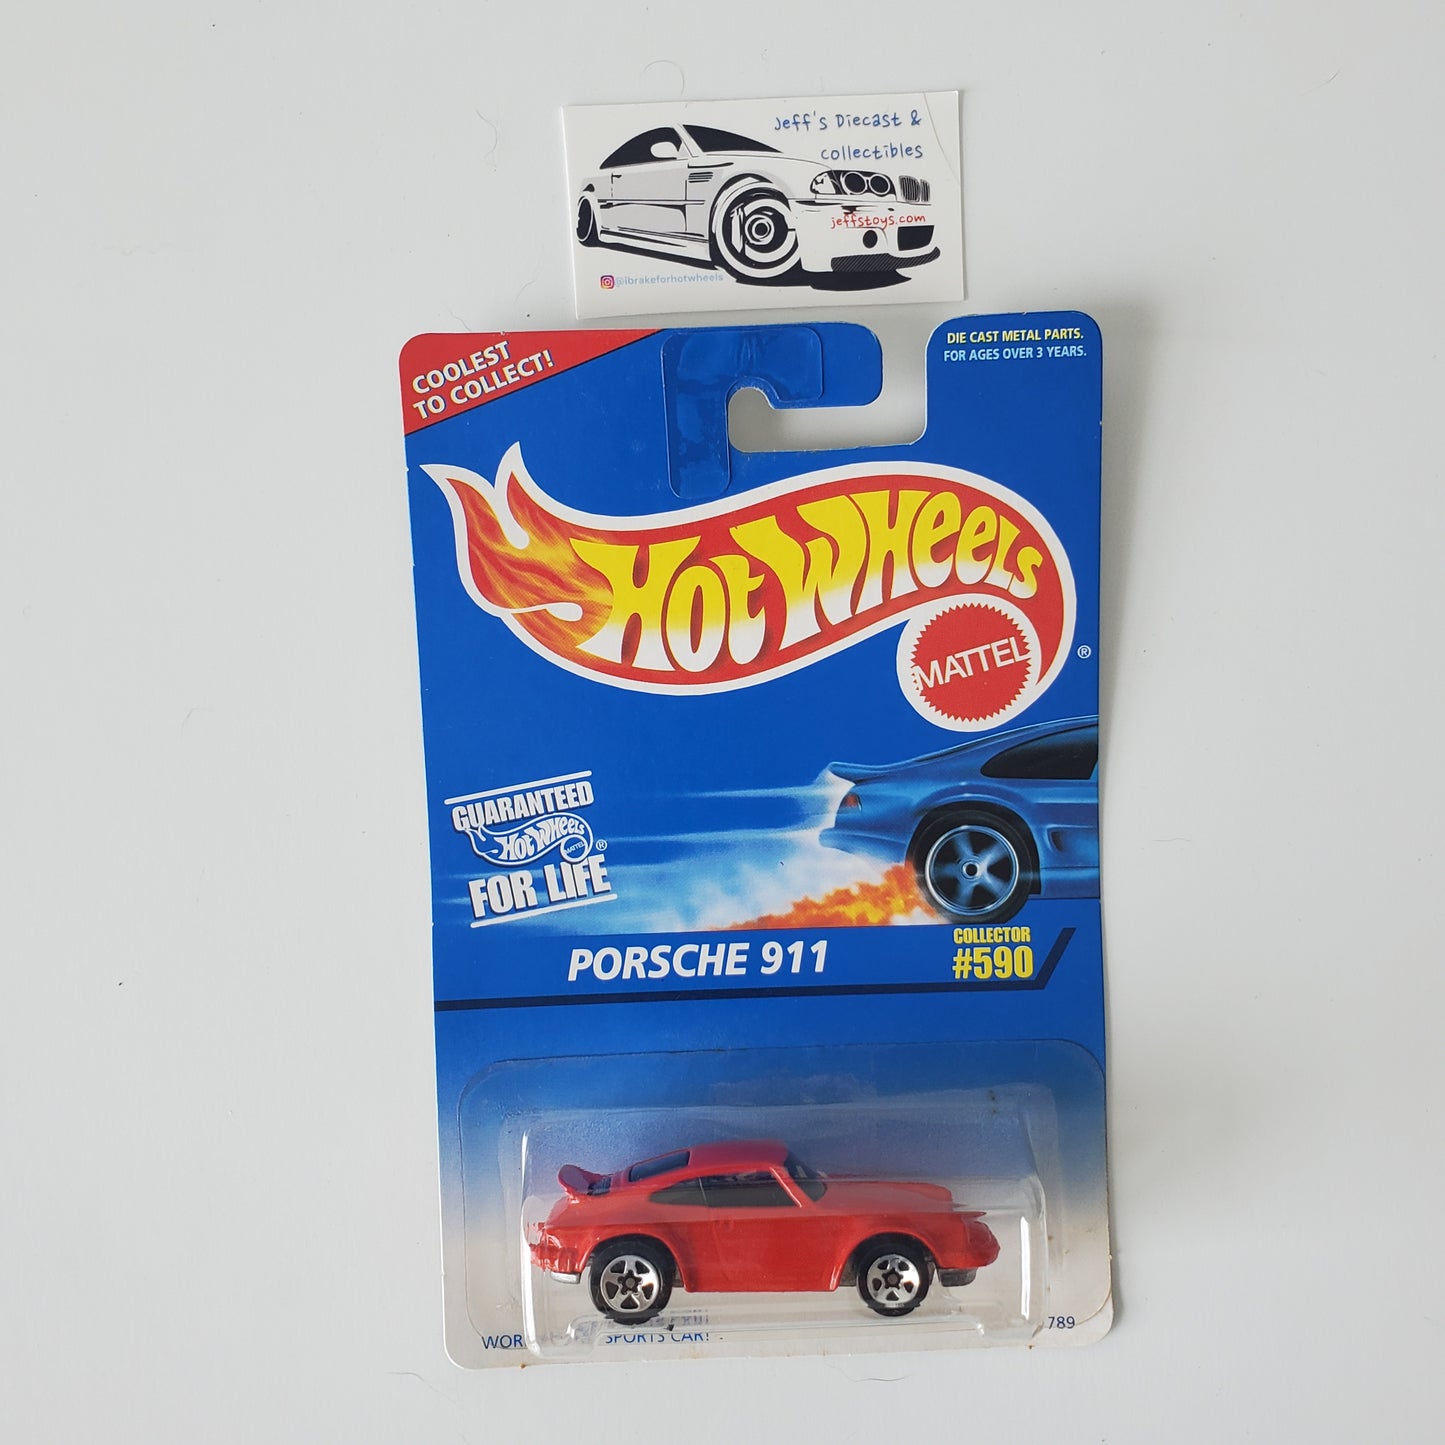 Jeff's Diecast &
collectibles
jeffstoys.com
@ibrakeforhotwheels
COOLEST
TO COLLECT!
DIE CAST METAL PARTS.
FOR AGES OVER 3 YEARS.
HOT WHEELS
MATTEL
®
GUARANTEED
HOT WHEELS
MATTEL
®
FOR LIFE
PORSCHE 911
COLLECTOR
#590
SPORTS CAR!
789